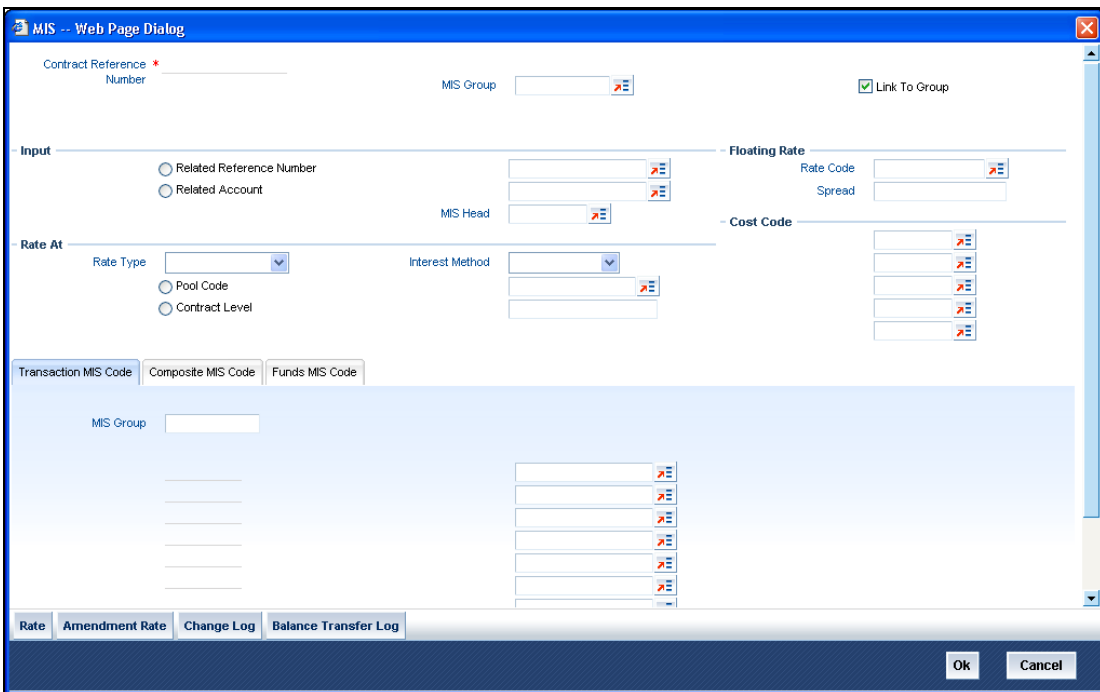 MIS -- Web Page Dialog
Contract Reference *
Number
MIS Group
Link To Group
Input
Related Reference Number
Related Account
MIS Head
Floating Rate
Rate Code
Spread
Cost Code
Rate At
Rate Type
Interest Method
Pool Code
Contract Level
Transaction MIS Code Composite MIS Code Funds MIS Code
MIS Group
Rate Amendment Rate Change Log Balance Transfer Log
Ok Cancel